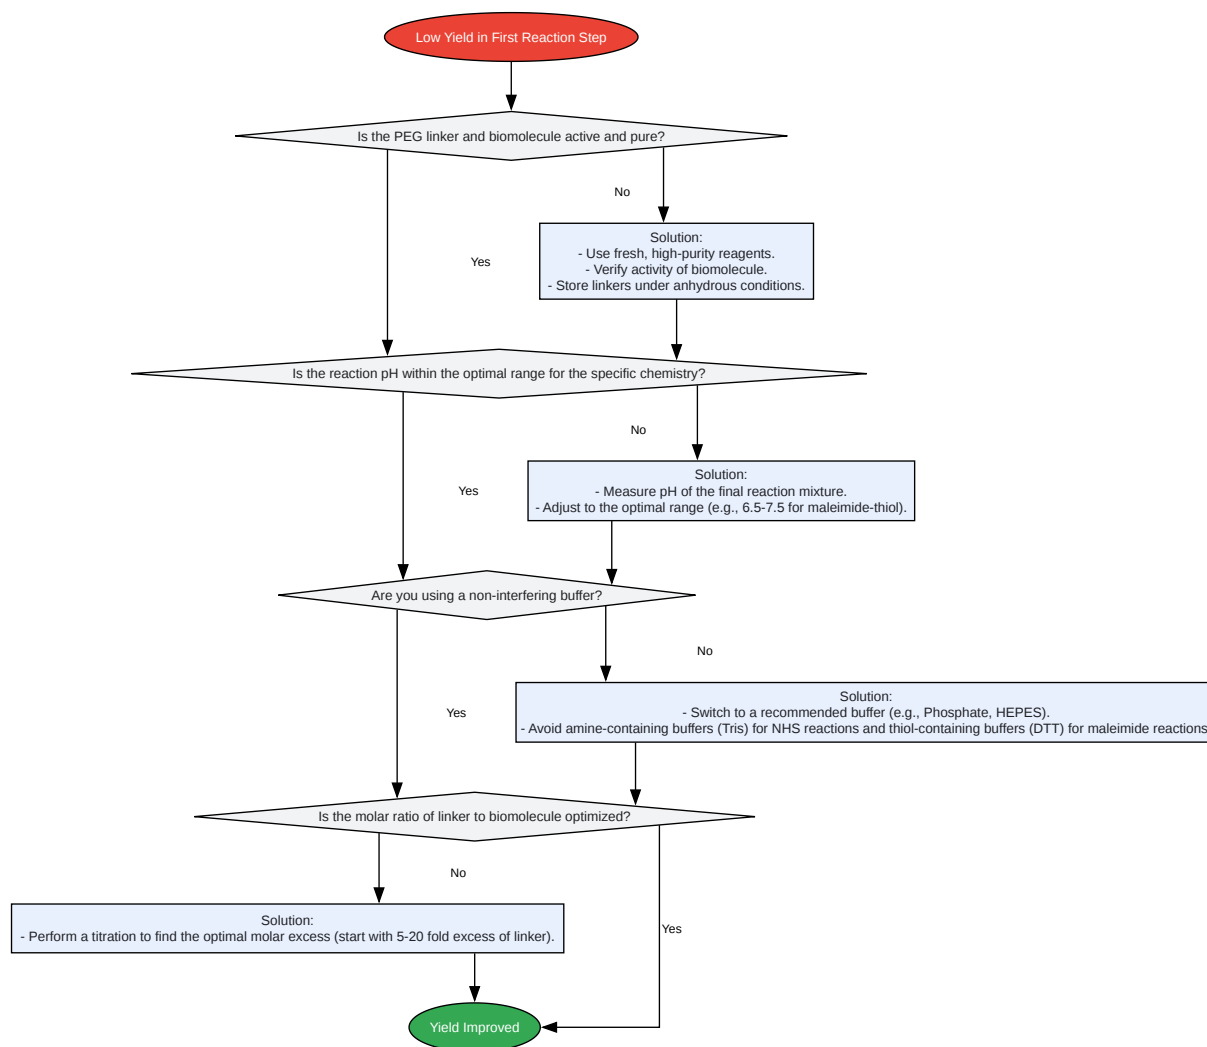 Low Yield in First Reaction Step
Is the PEG linker and biomolecule active and pure?
No
Solution:
- Use fresh, high-purity reagents.
- Verify activity of biomolecule.
- Store linkers under anhydrous conditions.
Yes
Is the reaction pH within the optimal range for the specific chemistry?
No
Solution:
- Measure pH of the final reaction mixture.
- Adjust to the optimal range (e.g., 6.5-7.5 for maleimide-thiol).
Yes
Are you using a non-interfering buffer?
No
Solution:
- Switch to a recommended buffer (e.g., Phosphate, HEPES).
- Avoid amine-containing buffers (Tris) for NHS reactions and thiol-containing buffers (DTT) for maleimide reactions
Yes
Is the molar ratio of linker to biomolecule optimized?
No
Solution:
- Perform a titration to find the optimal molar excess (start with 5-20 fold excess of linker).
Yes
Yield Improved